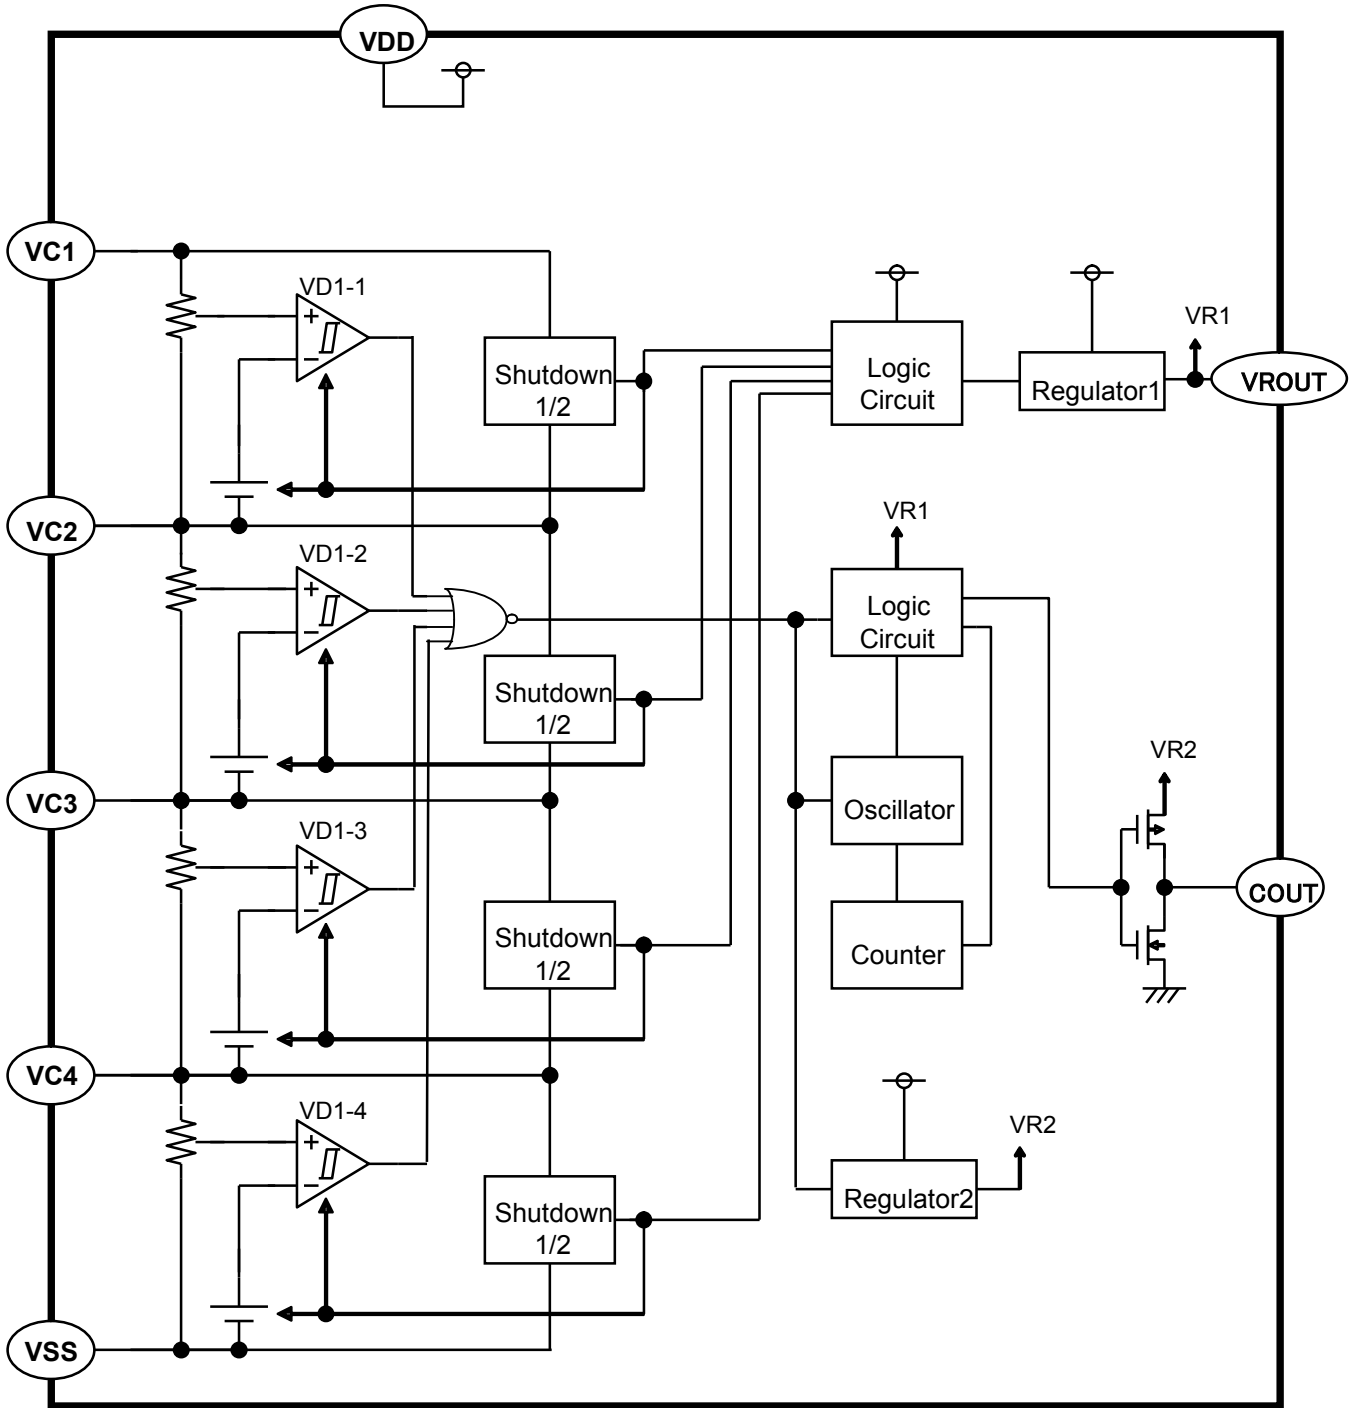 VDD
VC1
VD1-1
+
−
Shutdown
1/2
Logic
Circuit
Regulator1
VR1
VROUT
VC2
VD1-2
+
−
Shutdown
1/2
VR1
Logic
Circuit
VC3
VD1-3
+
−
Shutdown
1/2
Oscillator
Counter
VR2
COUT
VC4
VD1-4
+
−
Shutdown
1/2
Regulator2
VR2
VSS